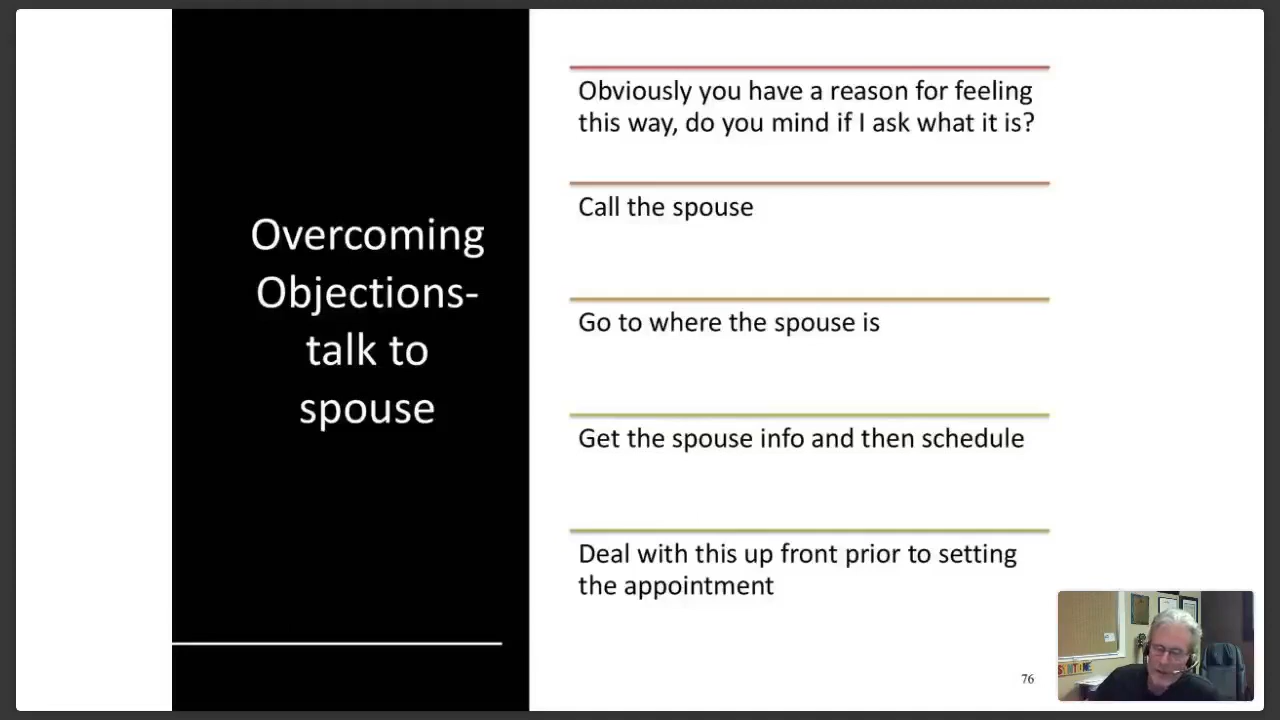 Overcoming
Objections-
talk to
spouse
Obviously you have a reason for feeling
this way, do you mind if I ask what it is?
Call the spouse
Go to where the spouse is
Get the spouse info and then schedule
Deal with this up front prior to setting
the appointment
76